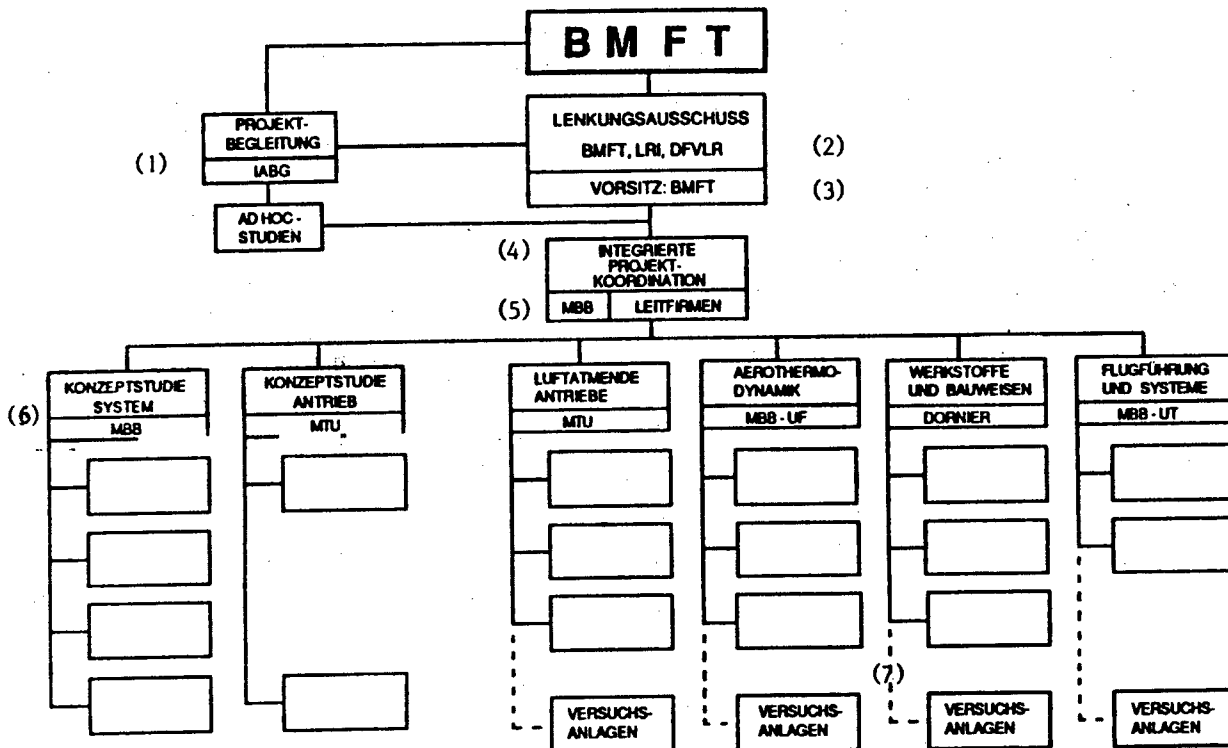 B M F T
PROJEKT-
BEGLEITUNG
IABG
(1)
LENKUNGSAUSSCHUSS
BMFT, LRI, DFVLR
(2)
VORSITZ: BMFT
(3)
AD HOC-
STUDIEN
(4)
INTEGRIERTE
PROJEKT-
KOORDINATION
(5)
MBB
LEITFIRMEN
(6)
KONZEPTSTUDIE
SYSTEM
MBB
KONZEPTSTUDIE
ANTRIEB
MTU
LUFTATMENDE
ANTRIEBE
MTU
AEROTHERMO-
DYNAMIK
MBB - UF
WERKSTOFFE
UND BAUWEISEN
DORNIER
FLUGFÜHRUNG
UND SYSTEME
MBB - UT
(7)
VERSUCHS-
ANLAGEN
VERSUCHS-
ANLAGEN
VERSUCHS-
ANLAGEN
VERSUCHS-
ANLAGEN